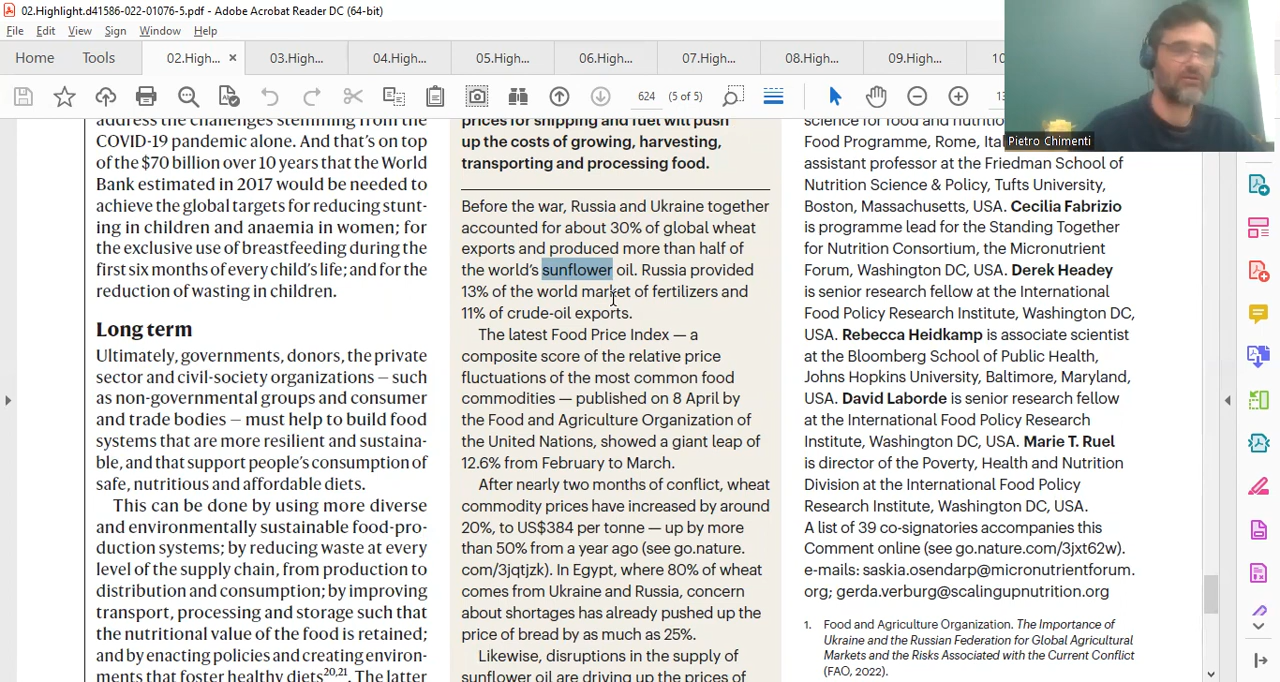 02.Highlight.d41586-022-01076-5.pdf - Adobe Acrobat Reader DC (64-bit)
File Edit View Sign Window Help
Home Tools 02.High... × 03.High... 04.High... 05.High... 06.High... 07.High... 08.High... 09.High... 10
624 (5 of 5)
Pietro Chimenti
address the challenges stemming from the
COVID-19 pandemic alone. And that's on top
of the $70 billion over 10 years that the World
Bank estimated in 2017 would be needed to
achieve the global targets for reducing stunt-
ing in children and anaemia in women; for
the exclusive use of breastfeeding during the
first six months of every child's life; and for the
reduction of wasting in children.
Long term
Ultimately, governments, donors, the private
sector and civil-society organizations — such
as non-governmental groups and consumer
and trade bodies — must help to build food
systems that are more resilient and sustaina-
ble, and that support people's consumption of
safe, nutritious and affordable diets.
This can be done by using more diverse
and environmentally sustainable food-pro-
duction systems; by reducing waste at every
level of the supply chain, from production to
distribution and consumption; by improving
transport, processing and storage such that
the nutritional value of the food is retained;
and by enacting policies and creating environ-
ments that foster healthy diets20,21. The latter
prices for shipping and fuel will push
up the costs of growing, harvesting,
transporting and processing food.
Before the war, Russia and Ukraine together
accounted for about 30% of global wheat
exports and produced more than half of
the world's sunflower oil. Russia provided
13% of the world market of fertilizers and
11% of crude-oil exports.
The latest Food Price Index — a
composite score of the relative price
fluctuations of the most common food
commodities — published on 8 April by
the Food and Agriculture Organization of
the United Nations, showed a giant leap of
12.6% from February to March.
After nearly two months of conflict, wheat
commodity prices have increased by around
20%, to US$384 per tonne — up by more
than 50% from a year ago (see go.nature.
com/3jqtjzk). In Egypt, where 80% of wheat
comes from Ukraine and Russia, concern
about shortages has already pushed up the
price of bread by as much as 25%.
Likewise, disruptions in the supply of
sunflower oil are driving up the prices of
science for food and nutrition
Food Programme, Rome,
assistant professor at the Friedman School of
Nutrition Science & Policy, Tufts University,
Boston, Massachusetts, USA. Cecilia Fabrizio
is programme lead for the Standing Together
for Nutrition Consortium, the Micronutrient
Forum, Washington DC, USA. Derek Headey
is senior research fellow at the International
Food Policy Research Institute, Washington DC,
USA. Rebecca Heidkamp is associate scientist
at the Bloomberg School of Public Health,
Johns Hopkins University, Baltimore, Maryland,
USA. David Laborde is senior research fellow
at the International Food Policy Research
Institute, Washington DC, USA. Marie T. Ruel
is director of the Poverty, Health and Nutrition
Division at the International Food Policy
Research Institute, Washington DC, USA.
A list of 39 co-signatories accompanies this
Comment online (see go.nature.com/3jxt62w).
e-mails: saskia.osendarp@micronutrientforum.
org; gerda.verburg@scalingupnutrition.org
1. Food and Agriculture Organization. The Importance of
Ukraine and the Russian Federation for Global Agricultural
Markets and the Risks Associated with the Current Conflict
(FAO, 2022).